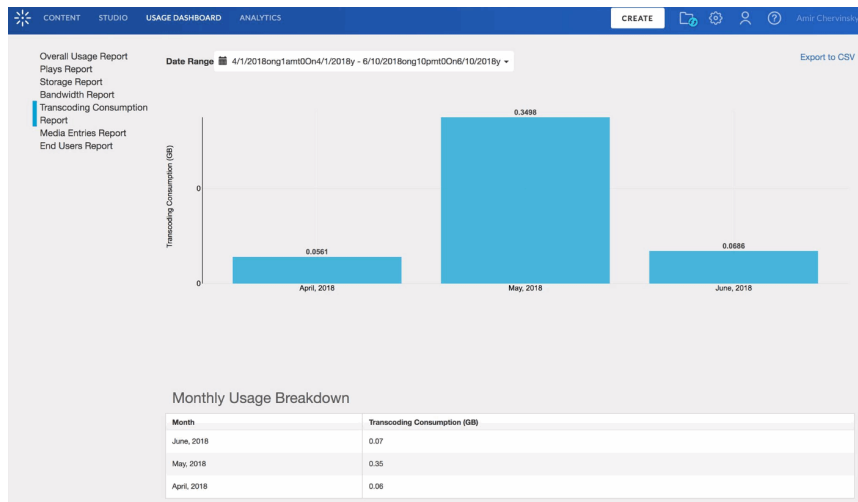 CONTENT STUDIO USAGE DASHBOARD ANALYTICS CREATE Amir Chervinsky
Overall Usage Report
Plays Report
Storage Report
Bandwidth Report
Transcoding Consumption
Report
Media Entries Report
End Users Report
Date Range 4/1/2018ong1amt0On4/1/2018y - 6/10/2018ong10pmt0On6/10/2018y
Export to CSV
Transcoding Consumption (GB)
0.3498
0
0.0561
0.0686
0
April, 2018 May, 2018 June, 2018
Monthly Usage Breakdown
Month Transcoding Consumption (GB)
June, 2018 0.07
May, 2018 0.35
April, 2018 0.06